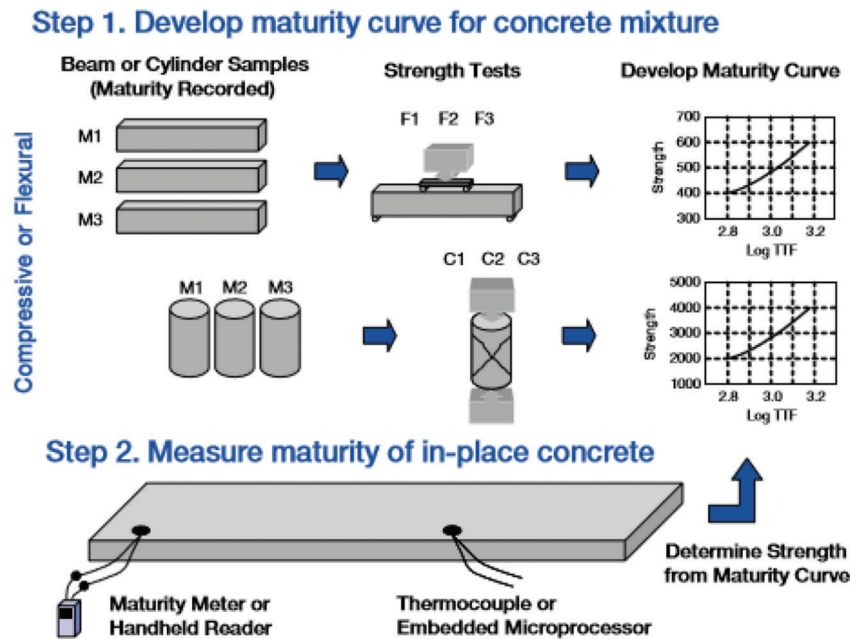 Step 1. Develop maturity curve for concrete mixture
Beam or Cylinder Samples
(Maturity Recorded)
Strength Tests
Develop Maturity Curve
Compressive or Flexural
M1
M2
M3
F1 F2 F3
700
600
500
400
300
Strength
2.8 3.0 3.2
Log TTF
M1 M2 M3
C1 C2 C3
5000
4000
3000
2000
1000
Strength
2.8 3.0 3.2
Log TTF
Step 2. Measure maturity of in-place concrete
Maturity Meter or
Handheld Reader
Thermocouple or
Embedded Microprocessor
Determine Strength
from Maturity Curve